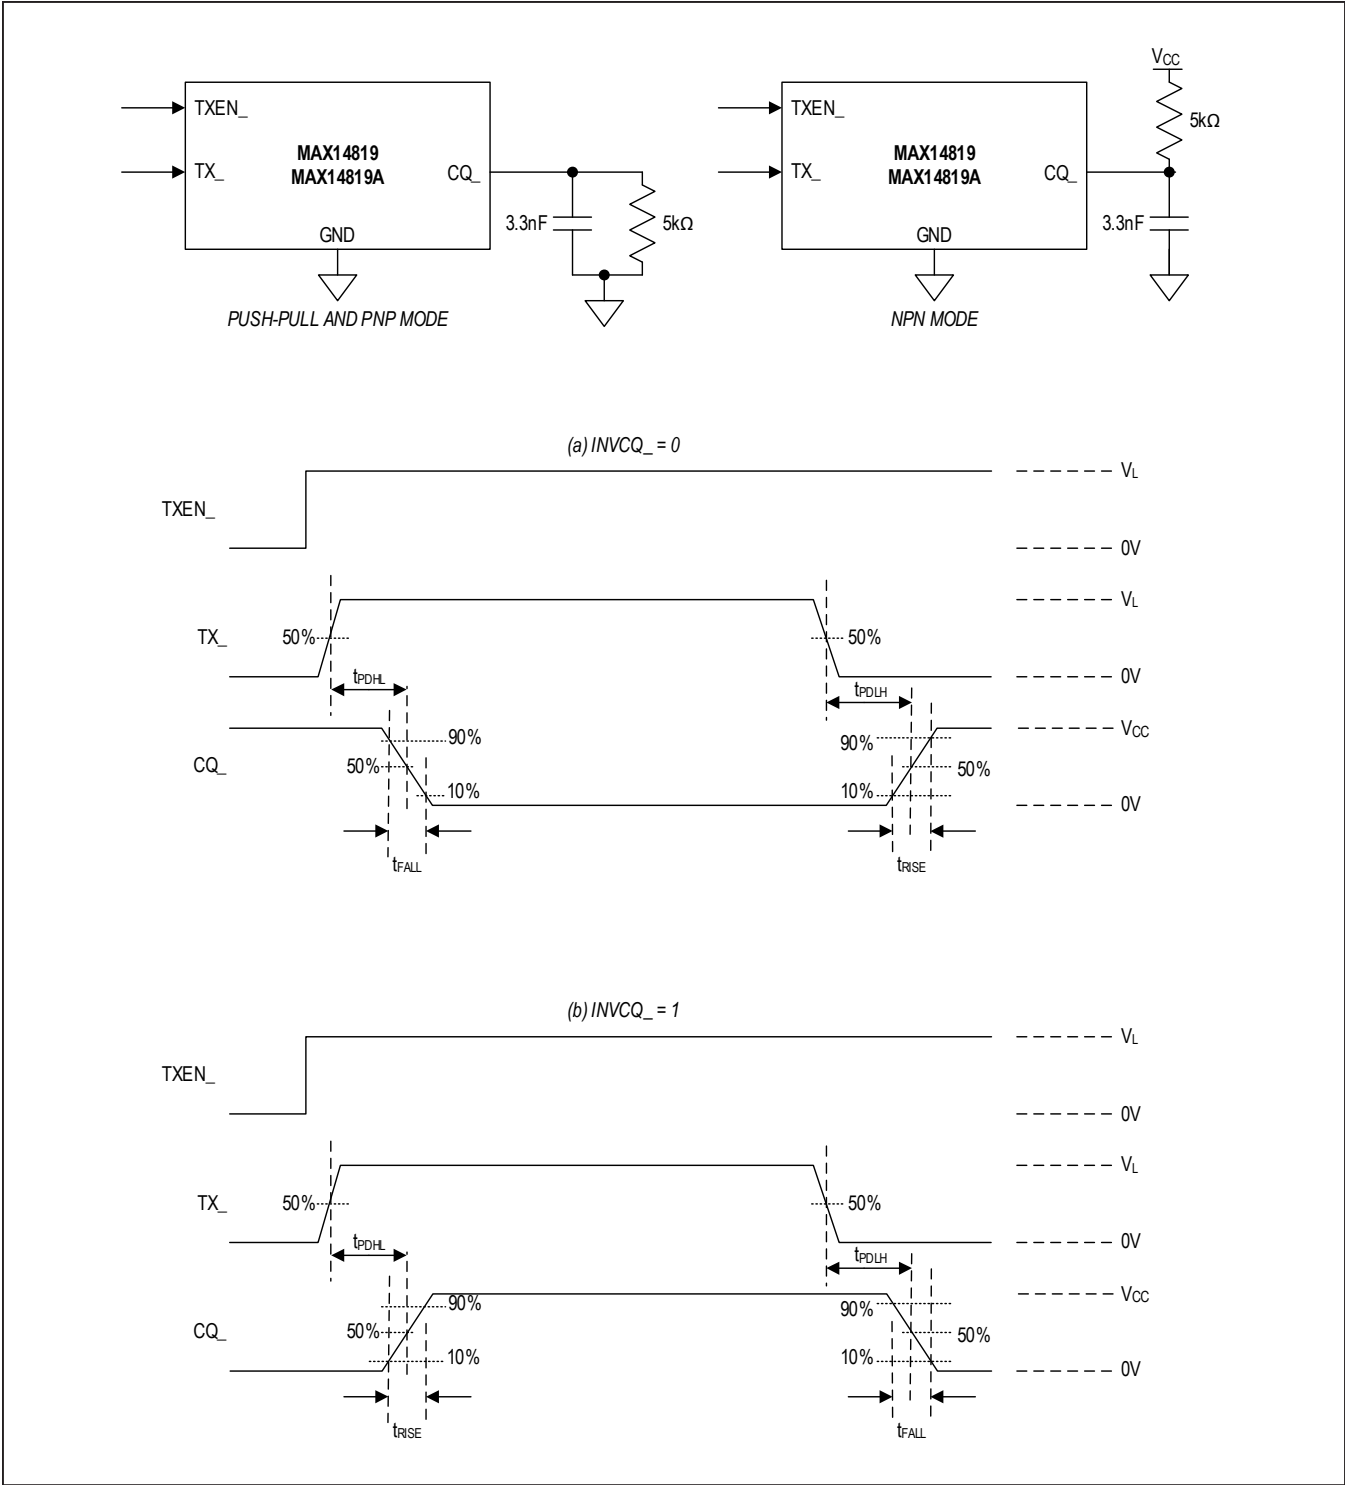 VCC
TXEN_
TX_
MAX14819
MAX14819A
CQ_
GND
3.3nF
5kΩ
PUSH-PULL AND PNP MODE
TXEN_
TX_
MAX14819
MAX14819A
CQ_
GND
5kΩ
3.3nF
NPN MODE
(a) INVCQ_ = 0
TXEN_
VL
0V
TX_
50%
50%
VL
0V
tPDHL
tPDLH
CQ_
90%
50%
10%
90%
50%
10%
VCC
0V
tFALL
tRISE
(b) INVCQ_ = 1
TXEN_
VL
0V
TX_
50%
50%
VL
0V
tPDHL
tPDLH
CQ_
90%
50%
10%
90%
50%
10%
VCC
0V
tRISE
tFALL